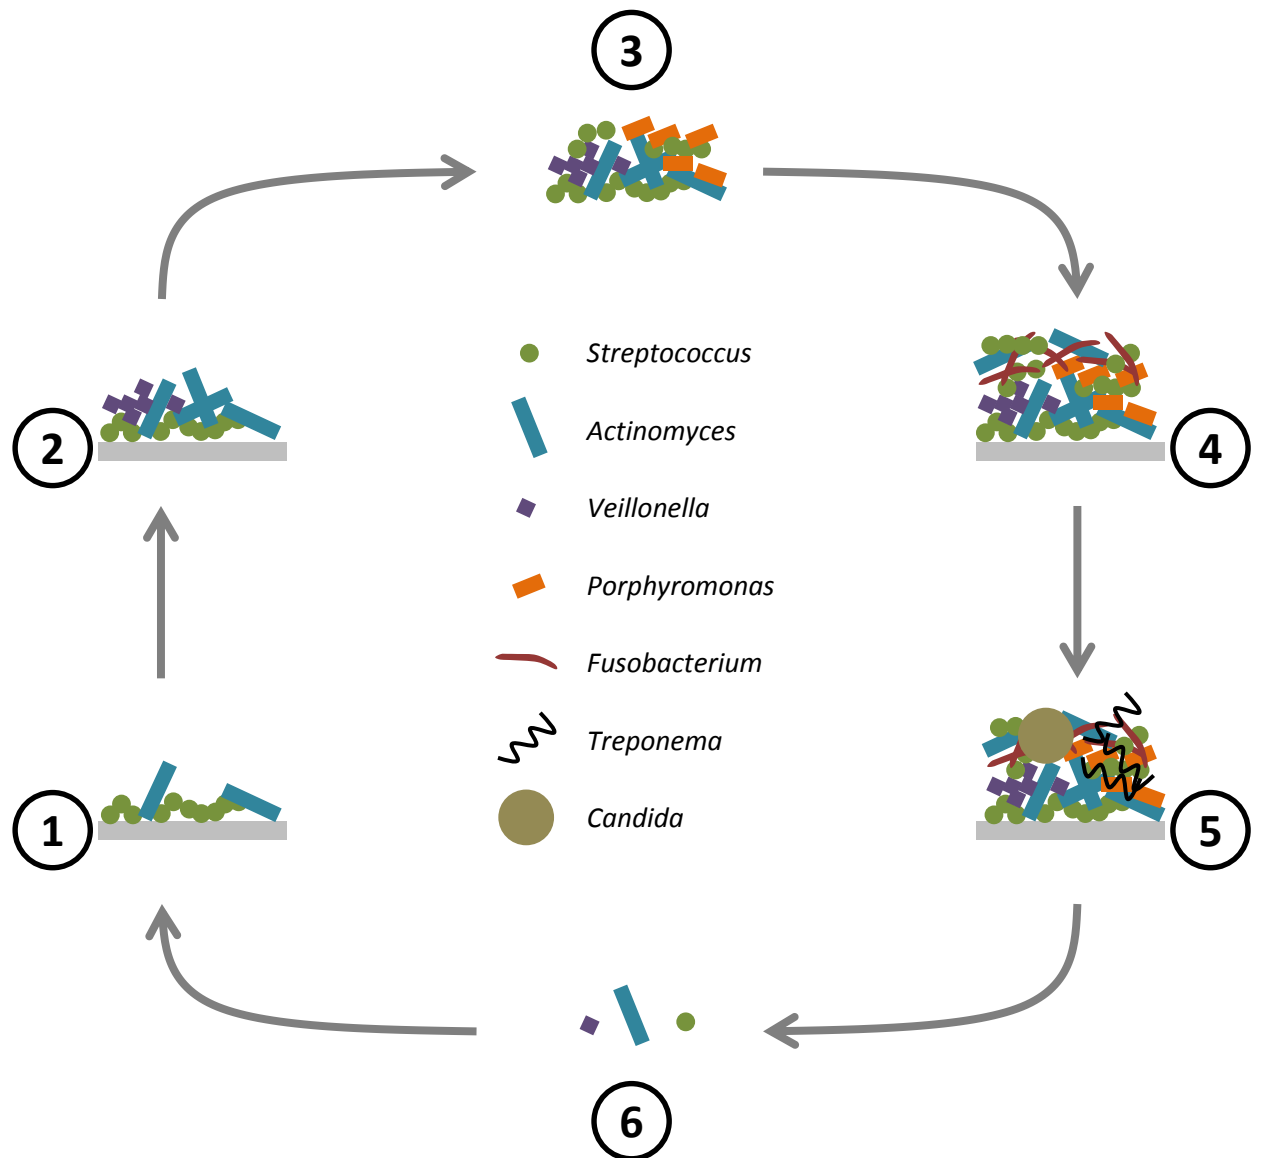 3
Streptococcus
Actinomyces
2
4
Veillonella
Porphyromonas
Fusobacterium
Treponema
Candida
1
5
6